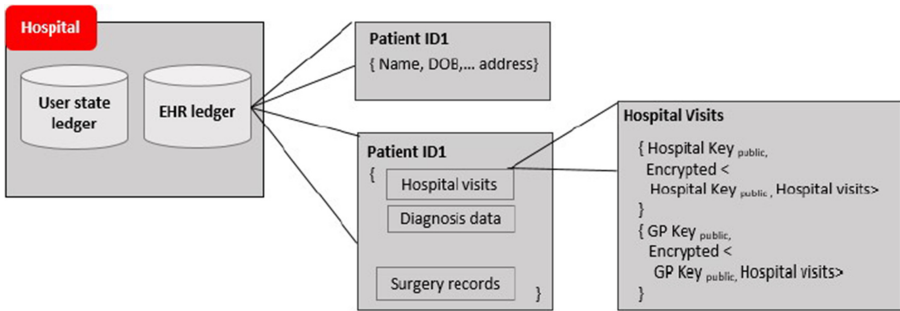 Hospital
User state
ledger
EHR ledger
Patient ID1
{ Name, DOB,... address}
Patient ID1
{
Hospital visits
Diagnosis data
Surgery records
}
Hospital Visits
{ Hospital Key public,
Encrypted <
Hospital Key public, Hospital visits>
}
{ GP Key public,
Encrypted <
GP Key public, Hospital visits>
}